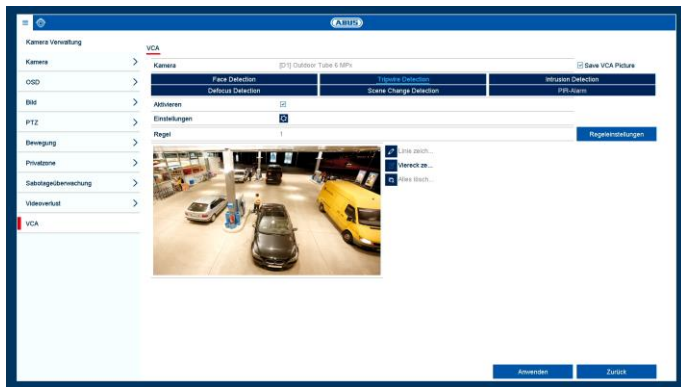 ABUS
Kamera Verwaltung
Kamera
OSD
Bild
PTZ
Bewegung
Privatzone
Sabotageüberwachung
Videoverlust
VCA
VCA
Kamera [D1] Outdoor Tube 6 MPx Save VCA Picture
Face Detection Tripwire Detection Intrusion Detection
Defocus Detection Scene Change Detection PIR-Alarm
Aktivieren
Einstellungen
Regel 1 Regeleinstellungen
Linie zeich...
Viereck ze...
Alles lösch...
Anwenden Zurück